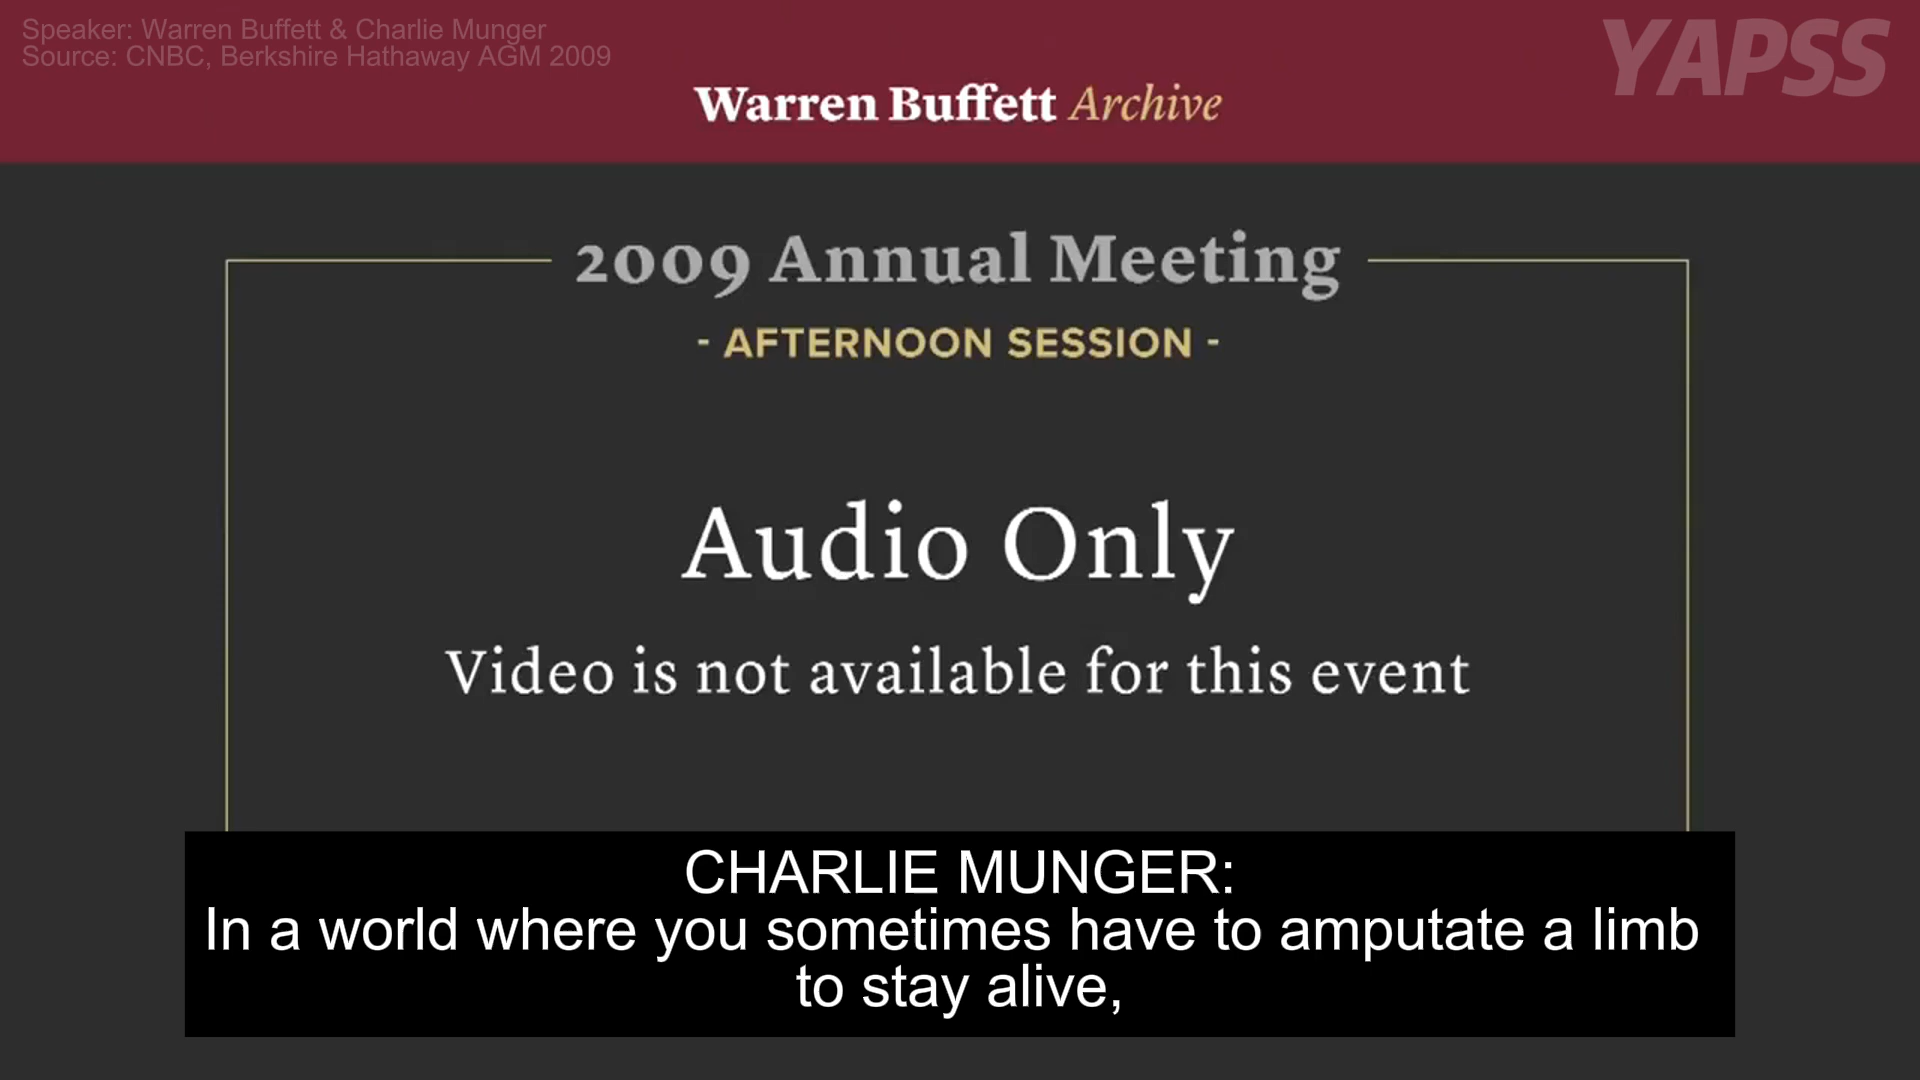 Speaker: Warren Buffett & Charlie Munger
Source: CNBC, Berkshire Hathaway AGM 2009
YAPSS
Warren Buffett Archive
2009 Annual Meeting
- AFTERNOON SESSION -
Audio Only
Video is not available for this event
CHARLIE MUNGER:
In a world where you sometimes have to amputate a limb
to stay alive,